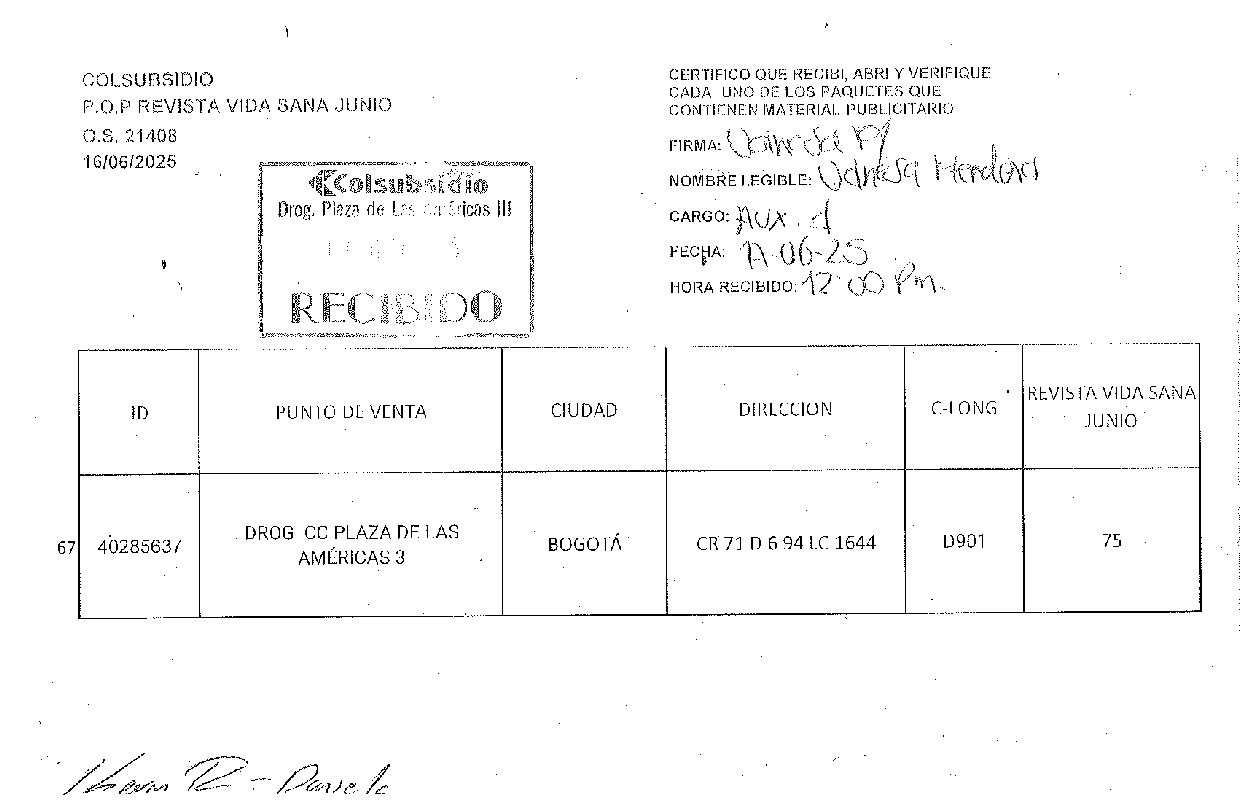 COLSUBSIDIO
P.O.P REVISTA VIDA SANA JUNIO
O.S. 21408
16/06/2025
CERTIFICO QUE RECIBI, ABRI Y VERIFIQUE
CADA UNO DE LOS PAQUETES QUE
CONTIENEN MATERIAL PUBLICITARIO
FIRMA: Vanesa
NOMBRE LEGIBLE: Vanesa
CARGO: Aux. d
FECHA: -06-25
HORA RECIBIDO: 12:00 Pm.
Colsubsidio
Drog. Plaza de Las Américas III
RECIBIDO
ID
PUNTO DE VENTA
CIUDAD
DIRECCION
C-LONG
REVISTA VIDA SANA
JUNIO
67
40285637
DROG CC PLAZA DE LAS
AMÉRICAS 3
BOGOTÁ
CR 71 D 6 94 LC 1644
D901
75